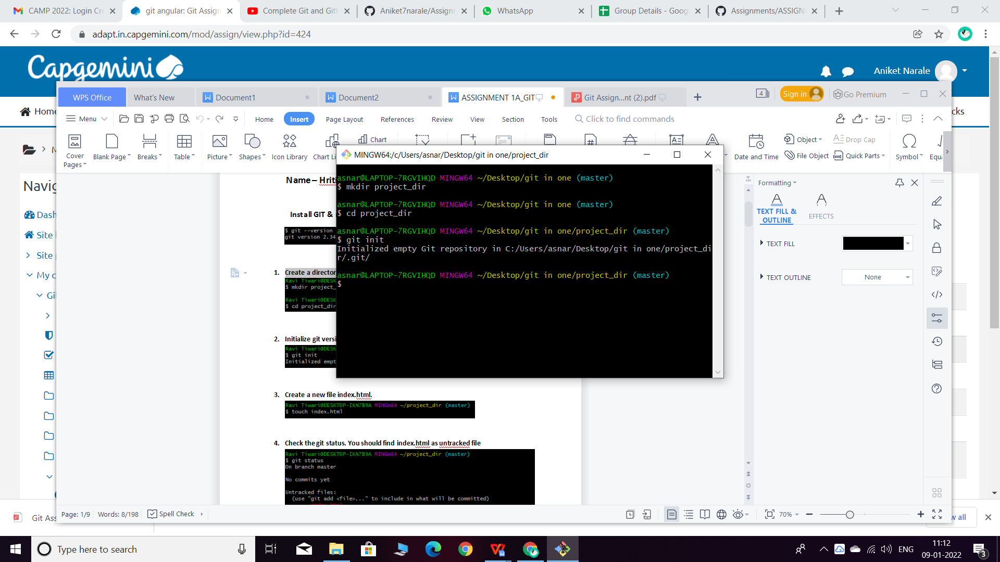 CAMP 2022: Login Cre
git angular: Git Assign
Complete Git and Gith
Aniket7narale/Assignm
WhatsApp
Group Details - Goog
Assignments/ASSIGN
adapt.in.capgemini.com/mod/assign/view.php?id=424
Capgemini
Aniket Narale
WPS Office
What's New
Document1
Document2
ASSIGNMENT 1A_GIT
Git Assign...nt (2).pdf
4
Sign in
Go Premium
Home
cks
Menu
Home
Insert
Page Layout
References
Review
View
Section
Tools
Click to find commands
Cover Pages
Blank Page
Breaks
Table
Picture
Shapes
Icon Library
Chart
Chart Li
Date and Time
Object
File Object
Drop Cap
Quick Parts
Symbol
Equa
MINGW64:/c/Users/asnar/Desktop/git in one/project_dir
asnar@LAPTOP-7RGVIHQD MINGW64 ~/Desktop/git in one (master)
$ mkdir project_dir
asnar@LAPTOP-7RGVIHQD MINGW64 ~/Desktop/git in one (master)
$ cd project_dir
asnar@LAPTOP-7RGVIHQD MINGW64 ~/Desktop/git in one/project_dir (master)
$ git init
Initialized empty Git repository in C:/Users/asnar/Desktop/git in one/project_di
r/.git/
asnar@LAPTOP-7RGVIHQD MINGW64 ~/Desktop/git in one/project_dir (master)
$
Navig
Dash
Site
Site
My c
Gi
Name – Hrit
Install GIT &
$ git --version
git version 2.34
1. Create a director
Ravi Tiwari@DESK
$ mkdir project_
Ravi Tiwari@DESK
$ cd project_dir
2. Initialize git versi
Ravi Tiwari@DESK
$ git init
Initialized empt
3. Create a new file index.html.
Ravi Tiwari@DESKTOP-IKN7B9A MINGW64 ~/project_dir (master)
$ touch index.html
4. Check the git status. You should find index.html as untracked file
Ravi Tiwari@DESKTOP-IKN7B9A MINGW64 ~/project_dir (master)
$ git status
On branch master
No commits yet
Untracked files:
(use "git add <file>..." to include in what will be committed)
Formatting
TEXT FILL & OUTLINE
EFFECTS
TEXT FILL
TEXT OUTLINE
None
Page: 1/9
Words: 8/198
Spell Check
70%
Git Ass
w all
Type here to search
ENG
11:12
09-01-2022
3